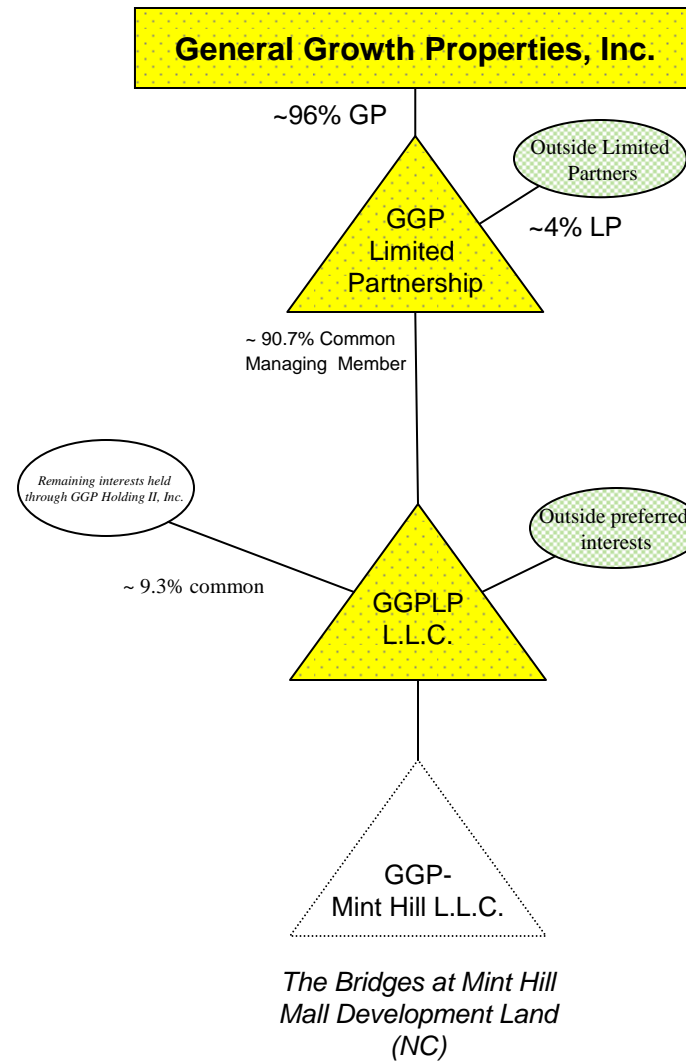 General Growth Properties, Inc.
~96% GP
Outside Limited
Partners
GGP
Limited
Partnership
~4% LP
~ 90.7% Common
Managing Member
Remaining interests held
through GGP Holding II, Inc.
Outside preferred
interests
~ 9.3% common
GGPLP
L.L.C.
GGP-
Mint Hill L.L.C.
The Bridges at Mint Hill
Mall Development Land
(NC)